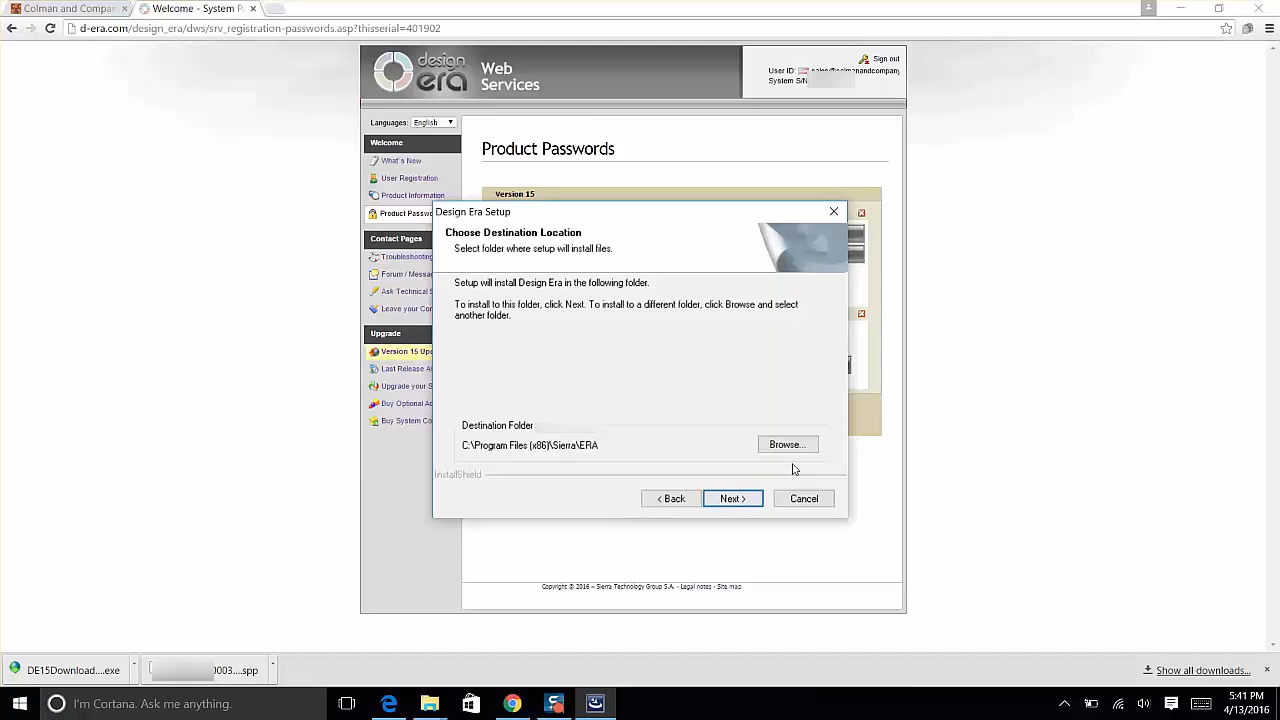 Colman and Compan
Welcome - System P
d-era.com/design_era/dws/srv_registration-passwords.asp?thisserial=401902
design era
Web Services
Sign out
User ID:
System S/N
Languages: English
Welcome
What's New
User Registration
Product Information
Product Passwo
Contact Pages
Troubleshooting
Forum / Messa
Ask Technical S
Leave your Co
Upgrade
Version 15 Upg
Last Release A
Upgrade your S
Buy Optional Ad
Buy System Co
Product Passwords
Version 15
Design Era Setup
Choose Destination Location
Select folder where setup will install files.
Setup will install Design Era in the following folder.
To install to this folder, click Next. To install to a different folder, click Browse and select
another folder.
Destination Folder
C:\Program Files (x86)\Sierra\ERA
Browse...
InstallShield
< Back
Next >
Cancel
Copyright © 2016 – Sierra Technology Group S.A. - Legal notes - Site map
DE15Download....exe
0003....spp
Show all downloads...
I'm Cortana. Ask me anything.
5:41 PM
4/13/2016